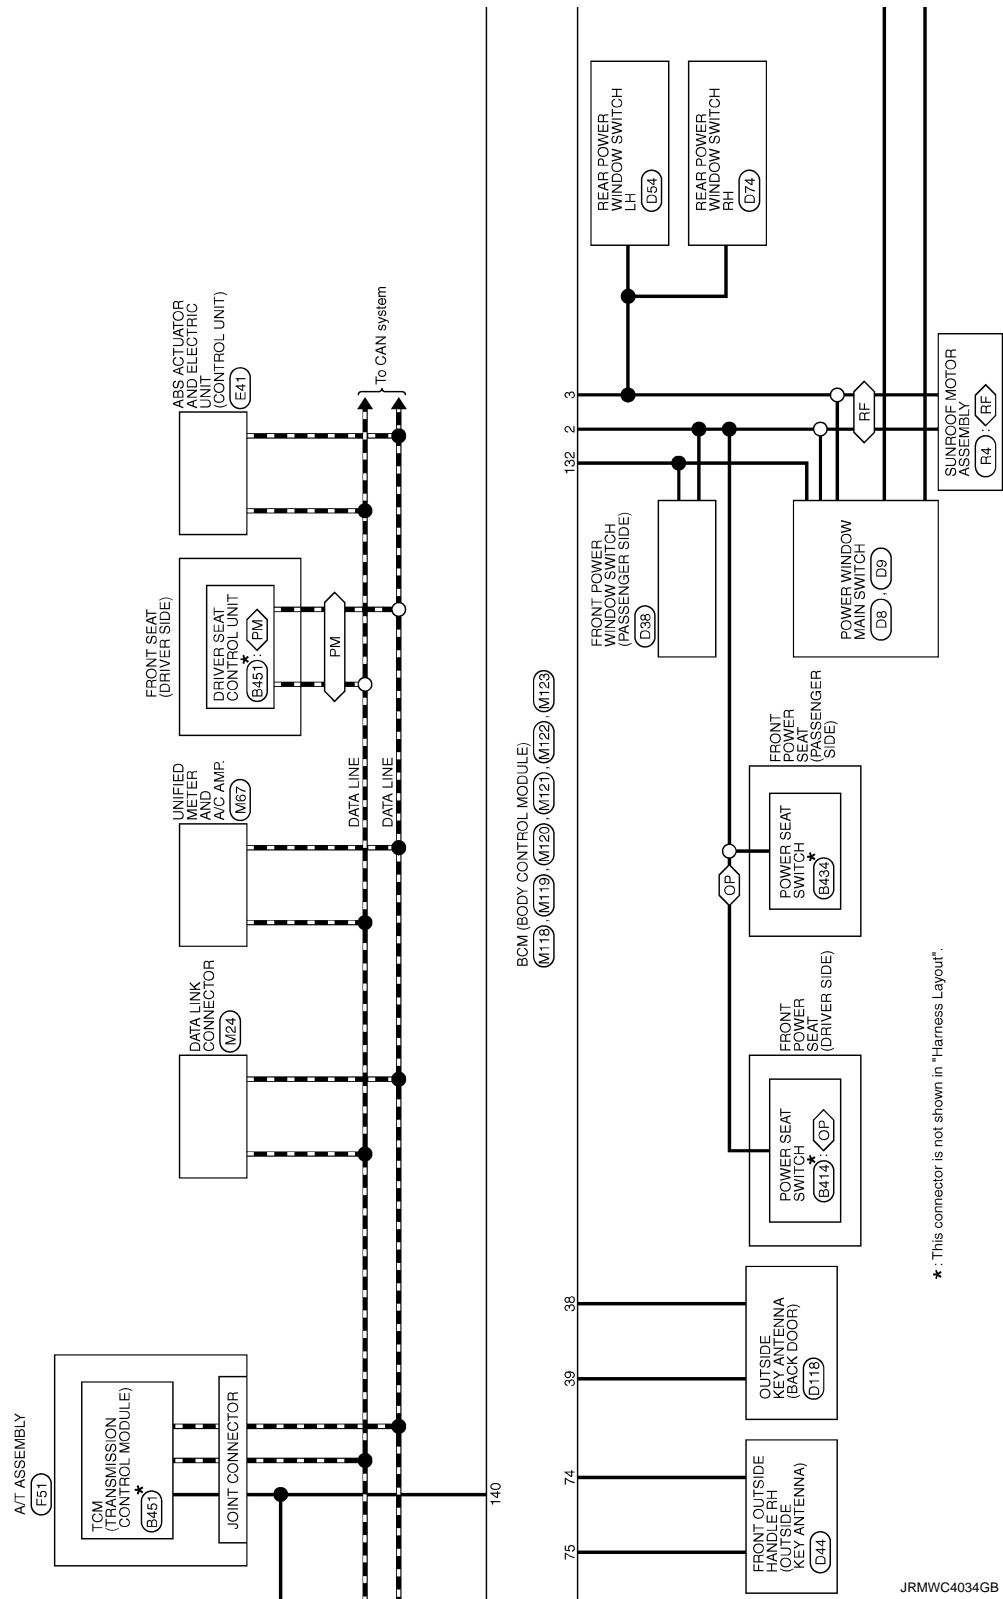 A/T ASSEMBLY
F51
TCM
(TRANSMISSION
CONTROL MODULE)
*
B451
JOINT CONNECTOR
DATA LINK
CONNECTOR
M24
UNIFIED
METER
AND
A/C AMP.
M67
FRONT SEAT
(DRIVER SIDE)
DRIVER SEAT
CONTROL UNIT
*
B451 : PM
PM
ABS ACTUATOR
AND ELECTRIC
UNIT
(CONTROL UNIT)
E41
DATA LINE
DATA LINE
To CAN system
140
BCM (BODY CONTROL MODULE)
M118 , M119 , M120 , M121 , M122 , M123
75
74
39
38
132
2
3
FRONT OUTSIDE
HANDLE RH
(OUTSIDE
KEY ANTENNA)
D44
OUTSIDE
KEY ANTENNA
(BACK DOOR)
D118
FRONT
POWER
SEAT
(DRIVER SIDE)
POWER SEAT
SWITCH
*
B414 : OP
OP
FRONT
POWER
SEAT
(PASSENGER
SIDE)
POWER SEAT
SWITCH
*
B434
FRONT POWER
WINDOW SWITCH
(PASSENGER SIDE)
D38
POWER WINDOW
MAIN SWITCH
D8 , D9
REAR POWER
WINDOW SWITCH
LH
D54
REAR POWER
WINDOW SWITCH
RH
D74
RF
SUNROOF MOTOR
ASSEMBLY
R4 : RF
* : This connector is not shown in "Harness Layout".
JRMWC4034GB